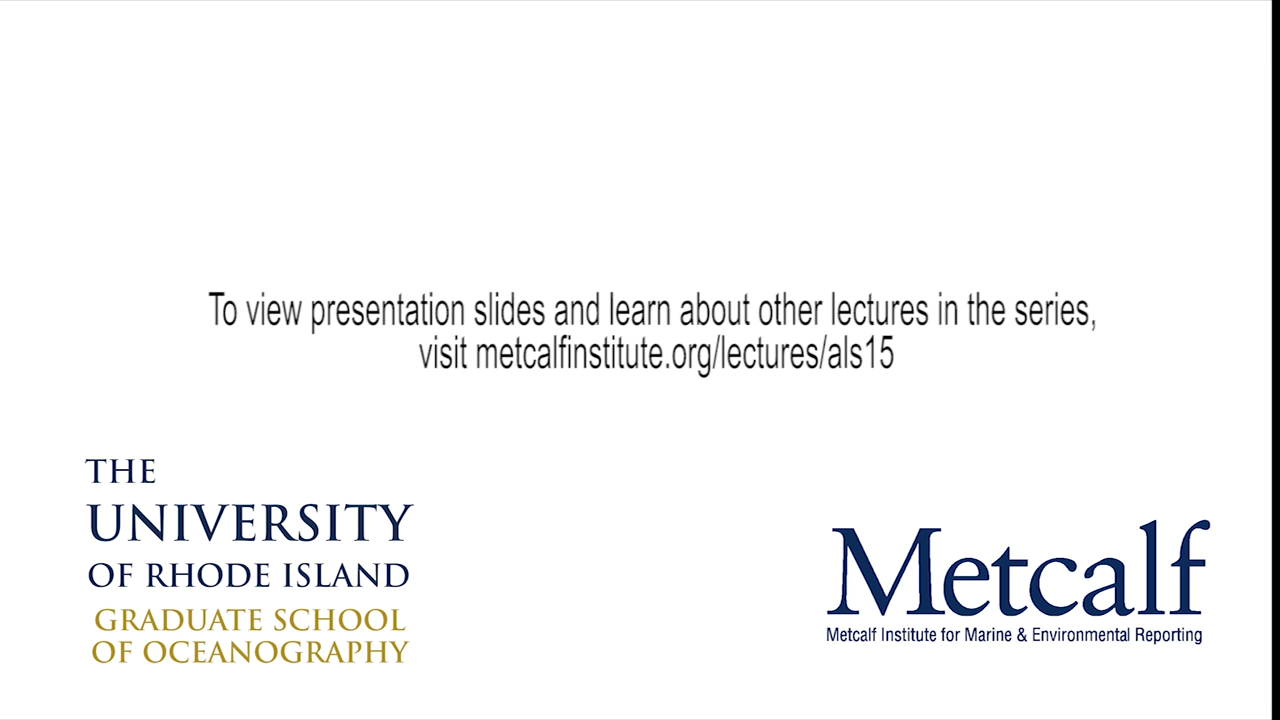 To view presentation slides and learn about other lectures in the series,
visit metcalfinstitute.org/lectures/als15
THE
UNIVERSITY
OF RHODE ISLAND
GRADUATE SCHOOL
OF OCEANOGRAPHY
Metcalf
Metcalf Institute for Marine & Environmental Reporting